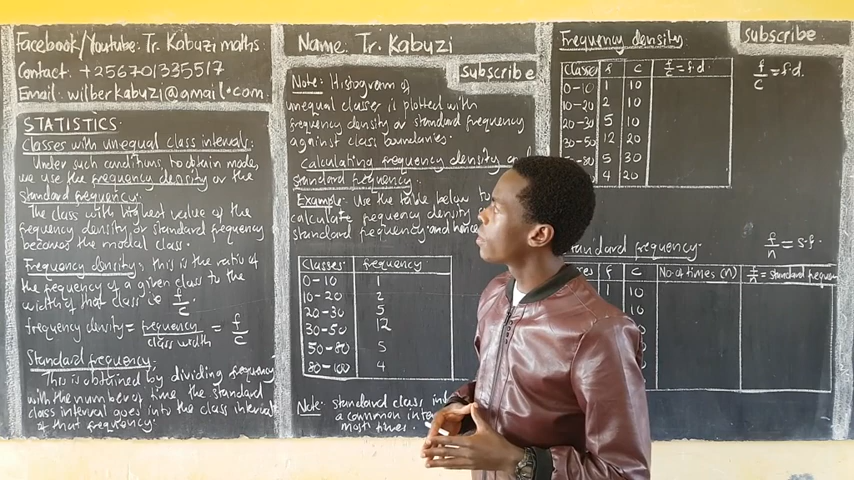 Facebook/Youtube: Tr. Kabuzi maths
Contact: +256701335517
Email: wilberkabuzi@gmail.com
STATISTICS
Classes with unequal class intervals:
Under such conditions, to obtain mode,
we use the frequency density or the
standard frequency.
The class with highest value of the
frequency density or standard frequency
becomes the modal class.
Frequency density: this is the ratio of
the frequency of a given class to the
width of that class i.e f/c
frequency density = frequency/class width = f/c
Standard frequency:
This is obtained by dividing frequency
with the number of time the standard
class interval goes into the class interval
of that frequency.
Name: Tr. Kabuzi
subscribe
Note: Histogram of
unequal classes is plotted with
frequency density or standard frequency
against class boundaries.
Calculating frequency density and
standard frequency.
Example: Use the table below to
calculate frequency density
standard frequency and hence
Classes frequency
0-10 1
10-20 2
20-30 5
30-50 12
50-80 5
80-100 4
Note: standard class int
a common inte
most times.
Frequency density
subscribe
f/c = f.d.
Classes f c f/c = f.d.
0-10 1 10
10-20 2 10
20-30 5 10
30-50 12 20
-80 5 30
4 20
standard frequency.
f/n = s.f.
f c No. of times (n) f/n = standard frequen
1 10
10